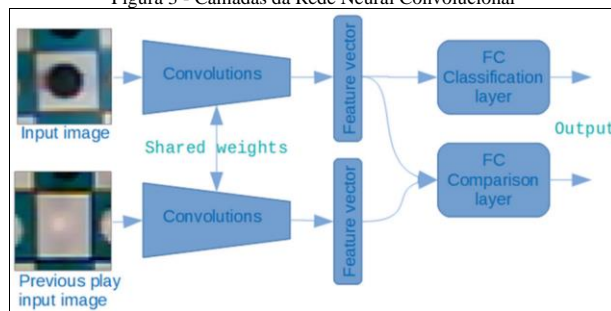 Figura 3 - Camadas da Rede Neural Convolucional
Input image
Convolutions
Feature vector
FC
Classification
layer
Shared weights
Output
Previous play
input image
Convolutions
Feature vector
FC
Comparison
layer